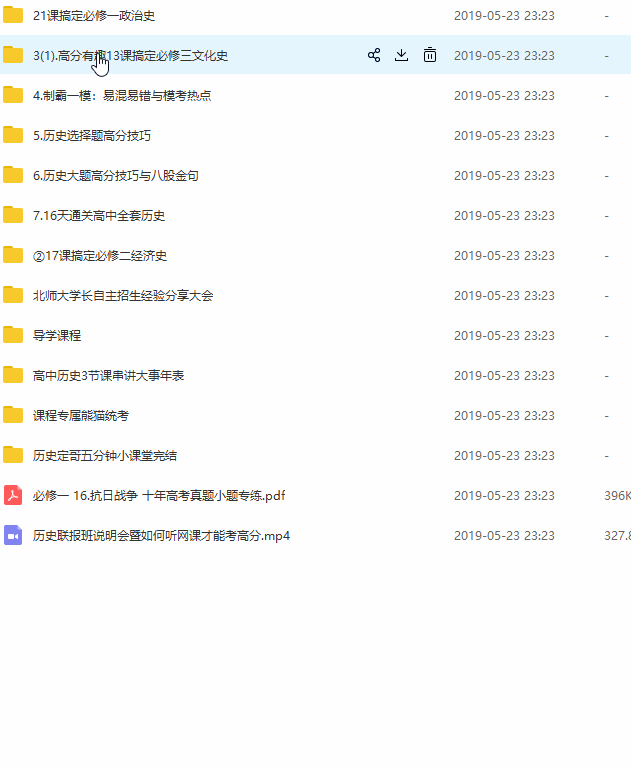 21课搞定必修一政治史 2019-05-23 23:23 -
3(1).高分有趣13课搞定必修三文化史 2019-05-23 23:23 -
4.制霸一模：易混易错与模考热点 2019-05-23 23:23 -
5.历史选择题高分技巧 2019-05-23 23:23 -
6.历史大题高分技巧与八股金句 2019-05-23 23:23 -
7.16天通关高中全套历史 2019-05-23 23:23 -
②17课搞定必修二经济史 2019-05-23 23:23 -
北师大学长自主招生经验分享大会 2019-05-23 23:23 -
导学课程 2019-05-23 23:23 -
高中历史3节课串讲大事年表 2019-05-23 23:23 -
课程专属熊猫统考 2019-05-23 23:23 -
历史定哥五分钟小课堂完结 2019-05-23 23:23 -
必修一 16.抗日战争 十年高考真题小题专练.pdf 2019-05-23 23:23 396K
历史联报班说明会暨如何听网课才能考高分.mp4 2019-05-23 23:23 327.8